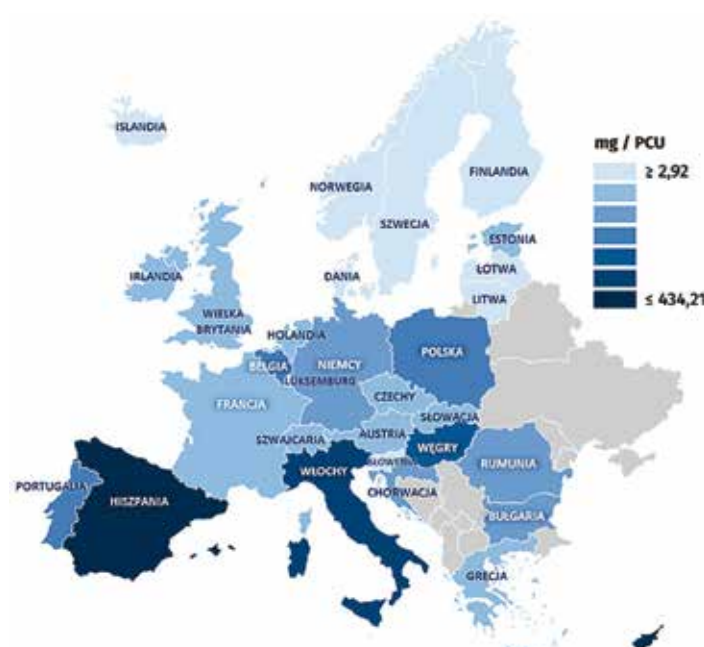 mg / PCU
≥ 2,92
≤ 434,21
ISLANDIA
NORWEGIA
FINLANDIA
SZWECJA
ESTONIA
ŁOTWA
LITWA
DANIA
IRLANDIA
WIELKA
BRYTANIA
HOLANDIA
BELGIA
NIEMCY
LUKSEMBURG
POLSKA
CZECHY
SŁOWACJA
FRANCJA
SZWAJCARIA
AUSTRIA
WĘGRY
SŁOWENIA
WŁOCHY
CHORWACJA
RUMUNIA
BUŁGARIA
PORTUGALIA
HISZPANIA
GRECJA